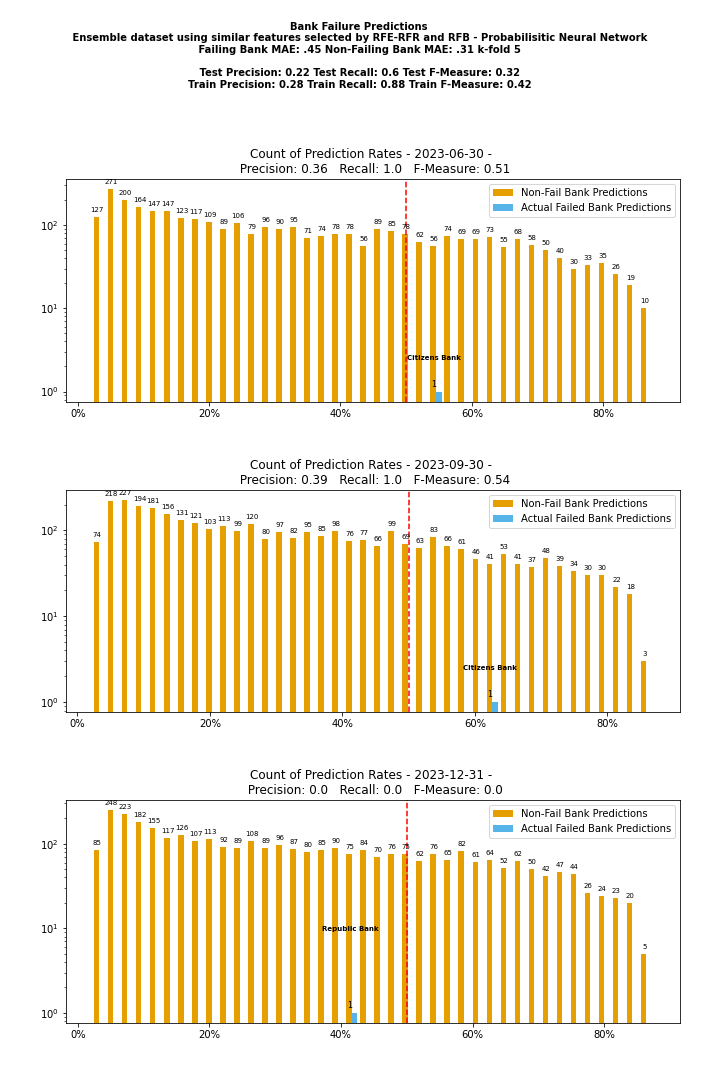 Bank Failure Predictions
Ensemble dataset using similar features selected by RFE-RFR and RFB - Probabilisitic Neural Network
Failing Bank MAE: .45 Non-Failing Bank MAE: .31 k-fold 5
Test Precision: 0.22 Test Recall: 0.6 Test F-Measure: 0.32
Train Precision: 0.28 Train Recall: 0.88 Train F-Measure: 0.42
Count of Prediction Rates - 2023-06-30 -
Precision: 0.36 Recall: 1.0 F-Measure: 0.51
Non-Fail Bank Predictions
Actual Failed Bank Predictions
127 271 200 164 147 147 123 117 109 89 106 79 96 90 95 71 74 78 78 56 89 85 78 62 56 74 69 69 73 55 68 58 50 40 30 33 35 26 19 10
10²
10¹
10⁰
Citizens Bank
1
0% 20% 40% 60% 80%
Count of Prediction Rates - 2023-09-30 -
Precision: 0.39 Recall: 1.0 F-Measure: 0.54
Non-Fail Bank Predictions
Actual Failed Bank Predictions
74 218 227 194 181 156 131 121 103 113 99 120 80 97 82 95 85 98 76 77 66 99 69 63 83 66 61 46 41 53 41 37 48 39 34 30 30 22 18 3
10²
10¹
10⁰
Citizens Bank
1
0% 20% 40% 60% 80%
Count of Prediction Rates - 2023-12-31 -
Precision: 0.0 Recall: 0.0 F-Measure: 0.0
Non-Fail Bank Predictions
Actual Failed Bank Predictions
85 248 223 182 155 117 126 107 113 92 89 108 89 96 87 80 85 90 75 84 70 76 62 76 65 82 61 64 52 62 50 42 47 44 26 24 23 20 5
10²
10¹
10⁰
Republic Bank
1
0% 20% 40% 60% 80%